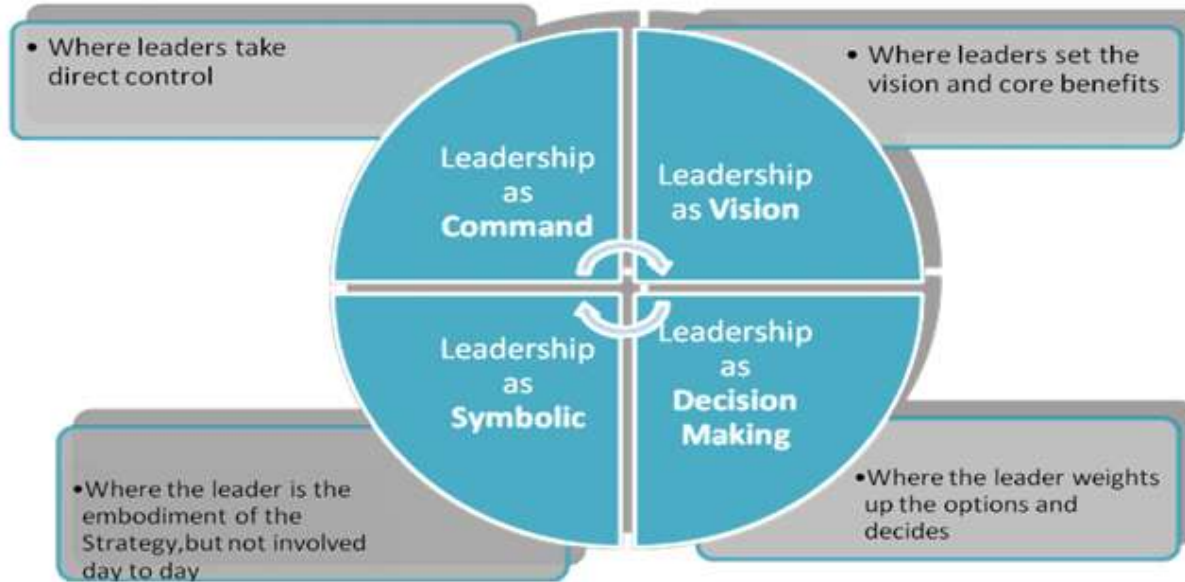 • Where leaders take
direct control
• Where leaders set the
vision and core benefits
Leadership
as
Command
Leadership
as Vision
Leadership
as
Symbolic
Leadership
as
Decision
Making
•Where the leader is the
embodiment of the
Strategy,but not involved
day to day
•Where the leader weights
up the options and
decides